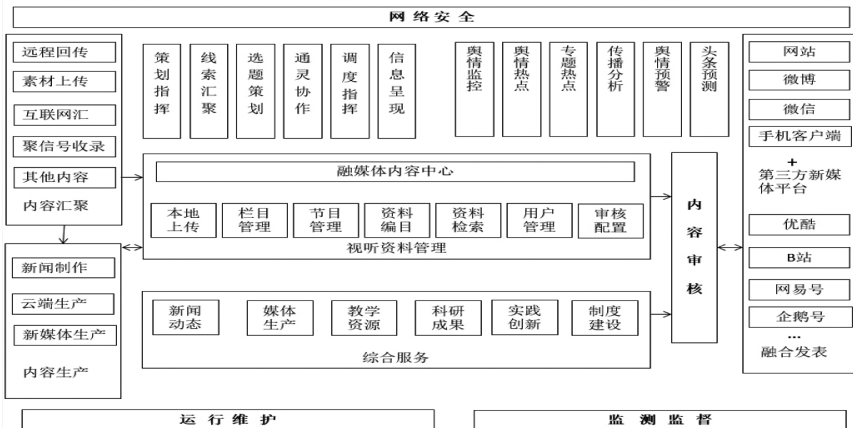 网络安全
远程回传
素材上传
互联网汇
聚信号收录
其他内容
内容汇聚
策划指挥
线索汇聚
选题策划
通灵协作
调度指挥
信息呈现
舆情监控
舆情热点
专题热点
传播分析
舆情预警
头条预测
融媒体内容中心
本地
上传
栏目
管理
节目
管理
资料
编目
资料
检索
用户
管理
审核
配置
视听资料管理
新闻制作
云端生产
新媒体生产
内容生产
新闻
动态
媒体
生产
教学
资源
科研
成果
实践
创新
制度
建设
综合服务
内容审核
网站
微博
微信
手机客户端
+
第三方新媒
体平台
优酷
B站
网易号
企鹅号
...
融合发表
运行维护
监测监督